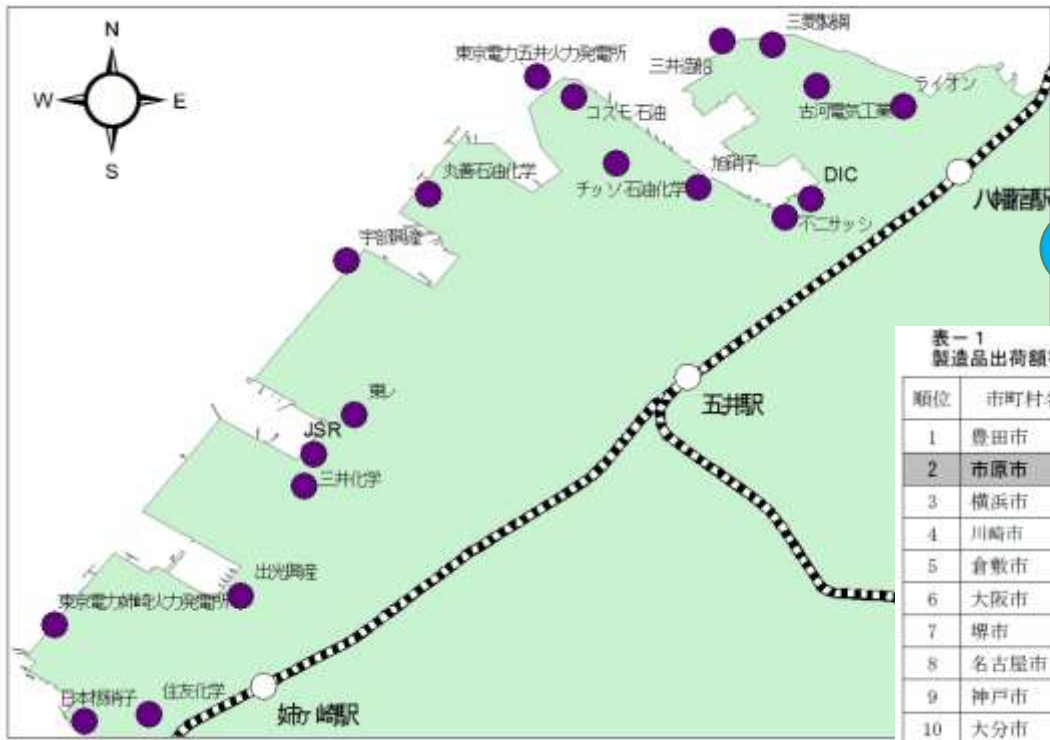 N
W
E
S
東京電力五井火力発電所
三菱製鋼
三井造船
コスモ石油
ライオン
古河電気工業
丸善石油化学
旭硝子
チッソ石油化学
DIC
八幡宿駅
不二サッシ
宇部興産
表－1
製造品出荷額
順位
市町村
1 豊田市
2 市原市
3 横浜市
4 川崎市
5 倉敷市
6 大阪市
7 堺市
8 名古屋市
9 神戸市
10 大分市
五井駅
東レ
JSR
三井化学
出光興産
東京電力姉崎火力発電所
日本板硝子
住友化学
姉ヶ崎駅